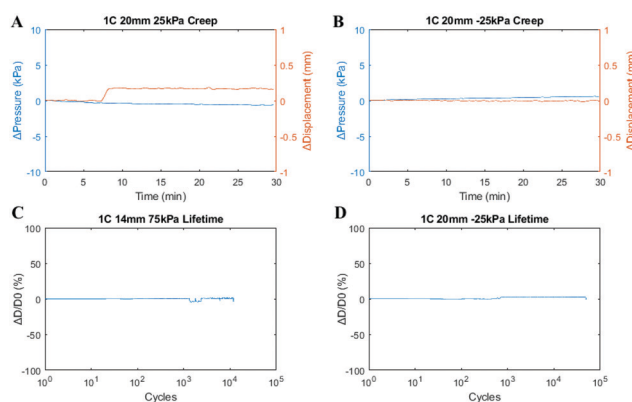 A
1C 20mm 25kPa Creep
10
5
0
-5
-10
ΔPressure (kPa)
1
0.5
0
-0.5
-1
ΔDisplacement (mm)
0 5 10 15 20 25 30
Time (min)
B
1C 20mm -25kPa Creep
10
5
0
-5
-10
ΔPressure (kPa)
1
0.5
0
-0.5
-1
ΔDisplacement (mm)
0 5 10 15 20 25 30
Time (min)
C
1C 14mm 75kPa Lifetime
100
50
0
-50
-100
ΔD/D0 (%)
10^0 10^1 10^2 10^3 10^4 10^5
Cycles
D
1C 20mm -25kPa Lifetime
100
50
0
-50
-100
ΔD/D0 (%)
10^0 10^1 10^2 10^3 10^4 10^5
Cycles